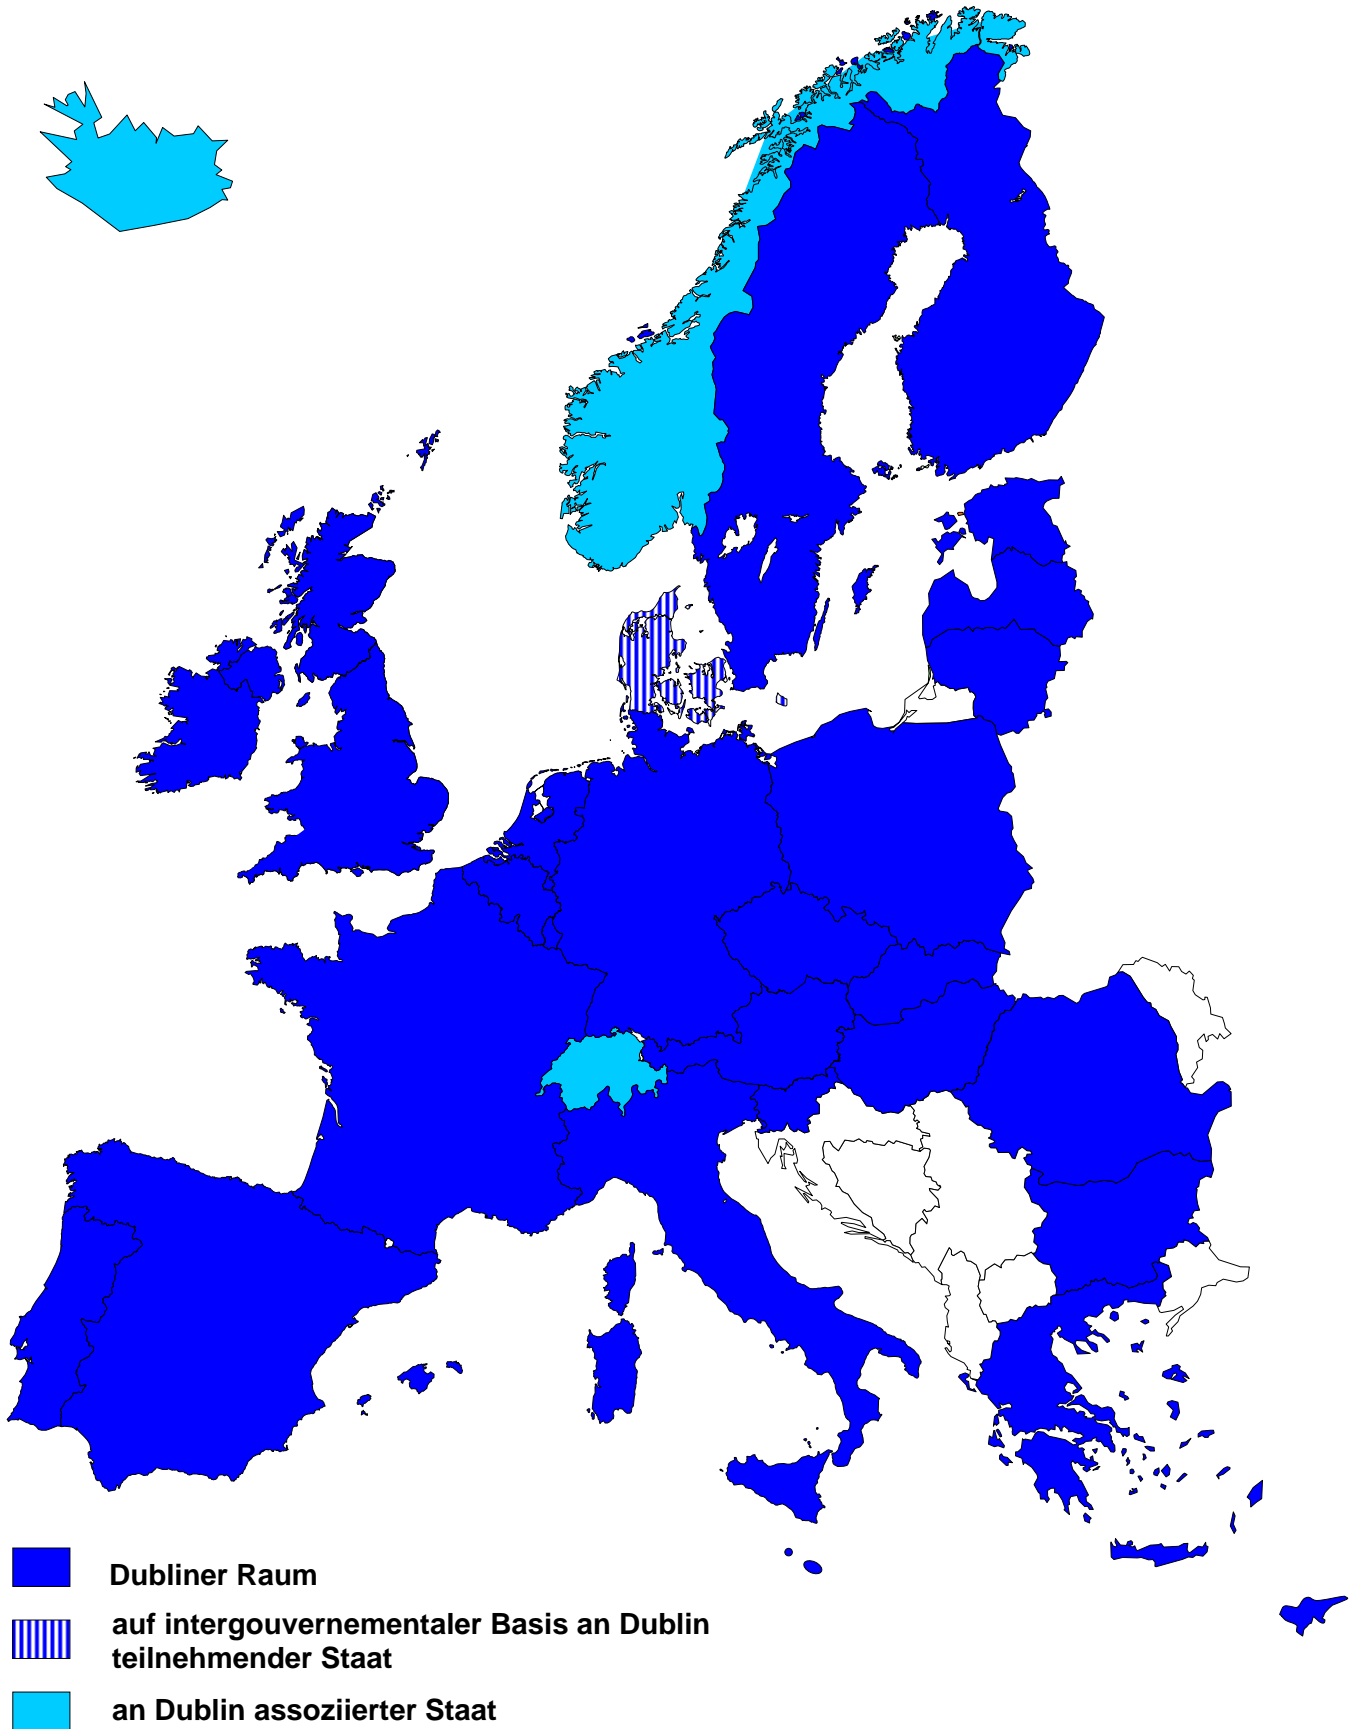 Dubliner Raum
auf intergouvernementaler Basis an Dublin
teilnehmender Staat
an Dublin assoziierter Staat